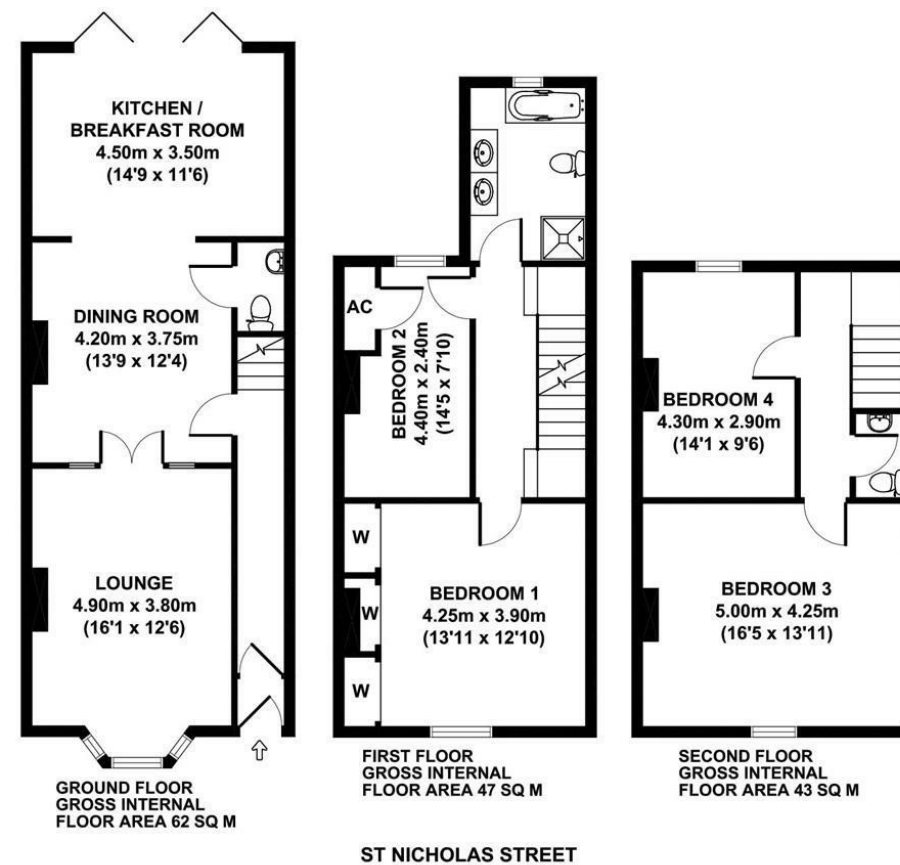 KITCHEN /
BREAKFAST ROOM
4.50m x 3.50m
(14'9 x 11'6)
DINING ROOM
4.20m x 3.75m
(13'9 x 12'4)
LOUNGE
4.90m x 3.80m
(16'1 x 12'6)
GROUND FLOOR
GROSS INTERNAL
FLOOR AREA 62 SQ M
AC
BEDROOM 2
4.40m x 2.40m
(14'5 x 7'10)
W
W
W
BEDROOM 1
4.25m x 3.90m
(13'11 x 12'10)
FIRST FLOOR
GROSS INTERNAL
FLOOR AREA 47 SQ M
BEDROOM 4
4.30m x 2.90m
(14'1 x 9'6)
BEDROOM 3
5.00m x 4.25m
(16'5 x 13'11)
SECOND FLOOR
GROSS INTERNAL
FLOOR AREA 43 SQ M
ST NICHOLAS STREET